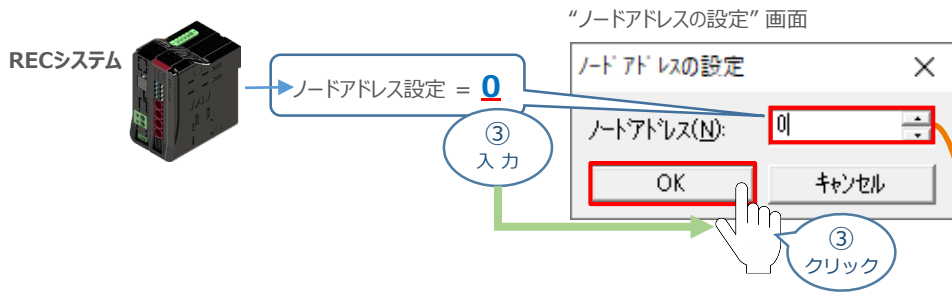 “ノードアドレスの設定” 画面
RECシステム
ノードアドレス設定 = 0
ノードアドレスの設定
ノードアドレス(N):
0
③
入 力
OK
キャンセル
③
クリック